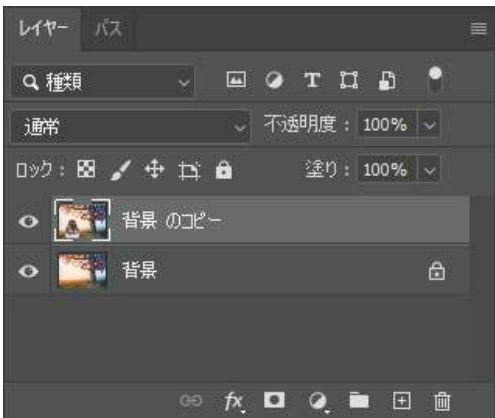 レイヤー パス
種類 T
通常 不透明度 : 100%
ロック : 塗り : 100%
背景 のコピー
背景
fx